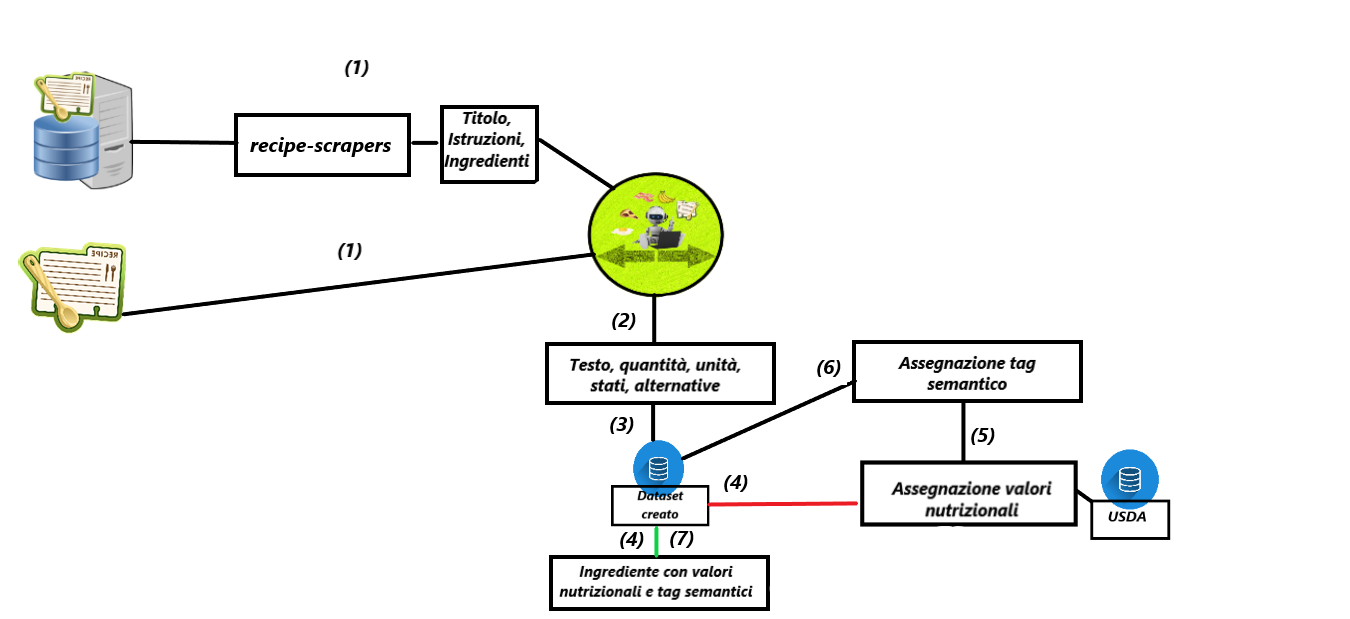 (1)
recipe-scrapers
Titolo,
Istruzioni,
Ingredienti
RECIPE
RECIPE
(1)
(2)
Testo, quantità, unità,
stati, alternative
(3)
(6)
Assegnazione tag
semantico
(5)
Dataset
creato
(4)
Assegnazione valori
nutrizionali
USDA
(4)
(7)
Ingrediente con valori
nutrizionali e tag semantici